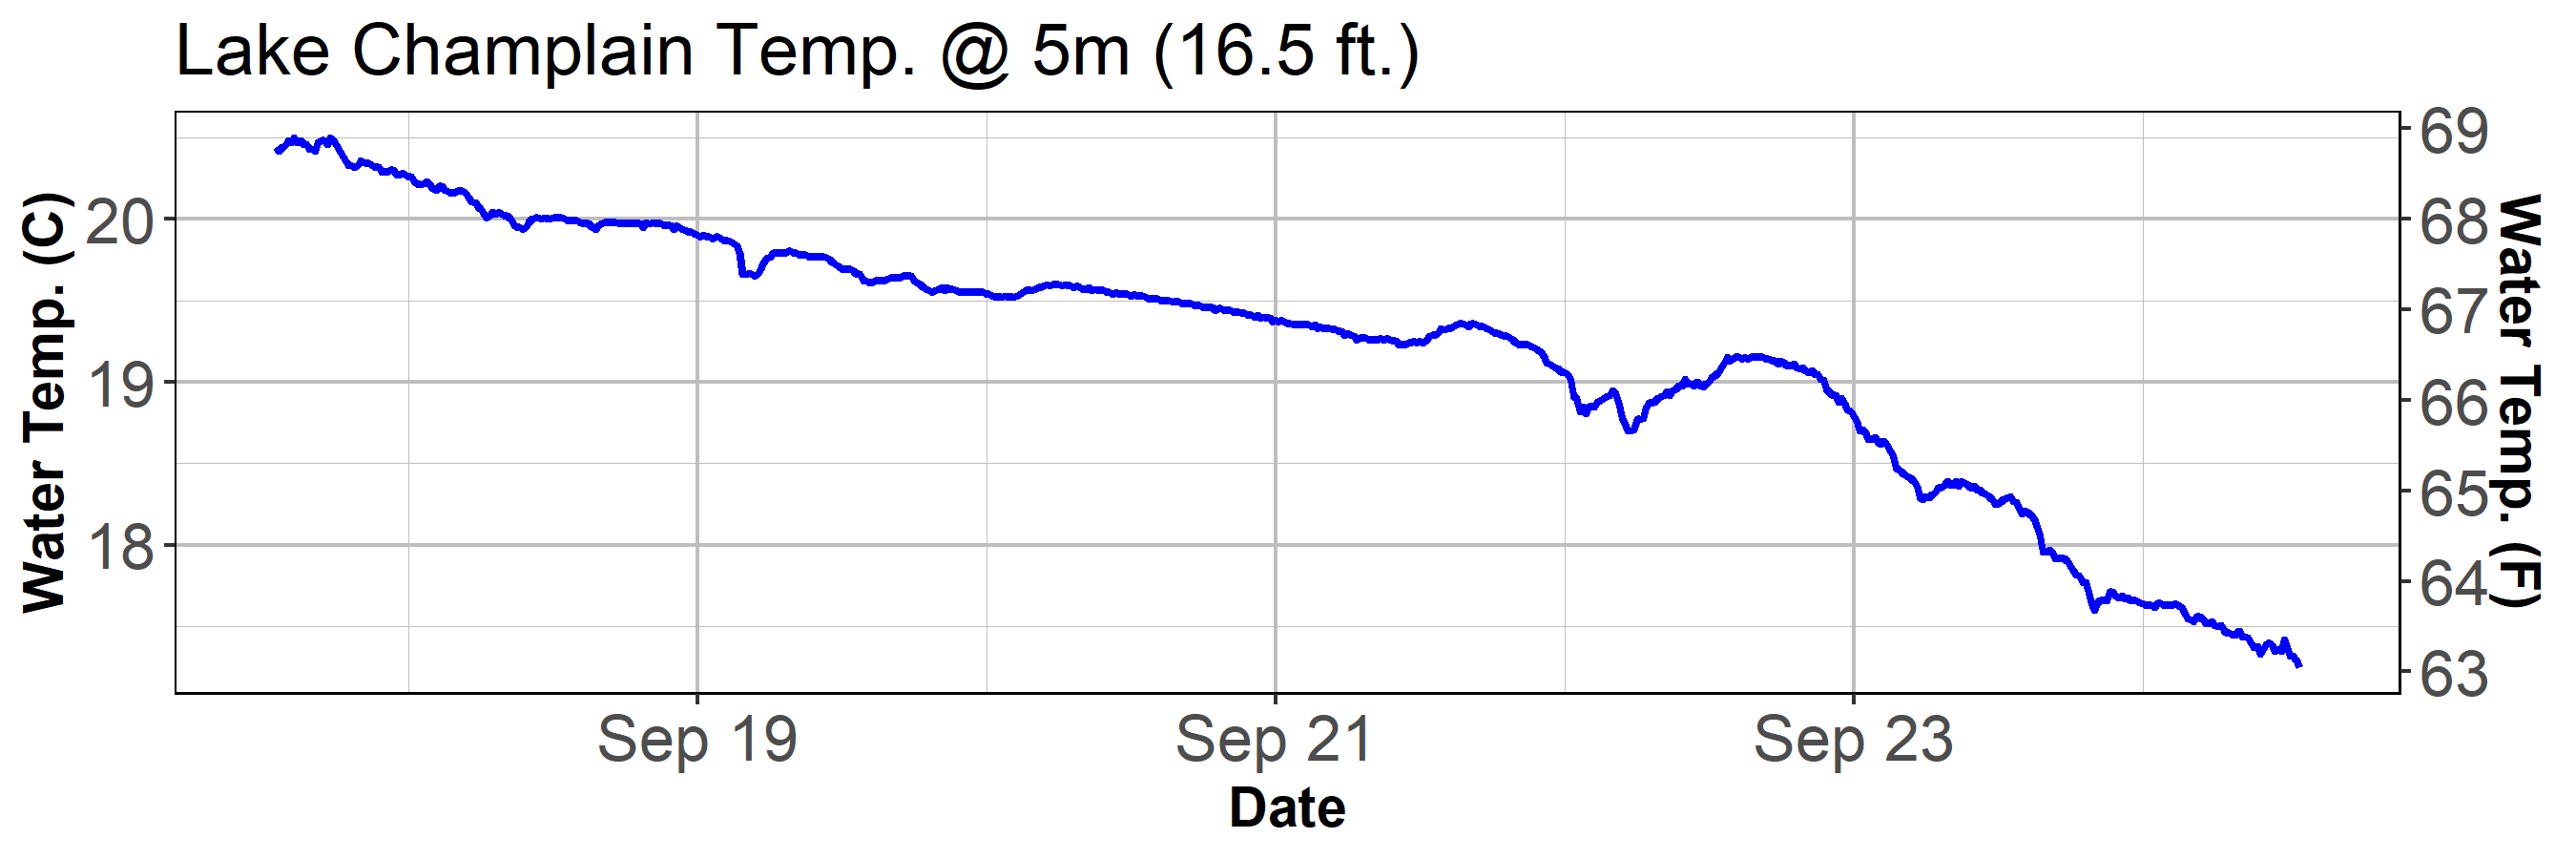 Lake Champlain Temp. @ 5m (16.5 ft.)
Water Temp. (C)
20
19
18
69
68
67
66
65
64
63
Water Temp. (F)
Sep 19
Sep 21
Sep 23
Date